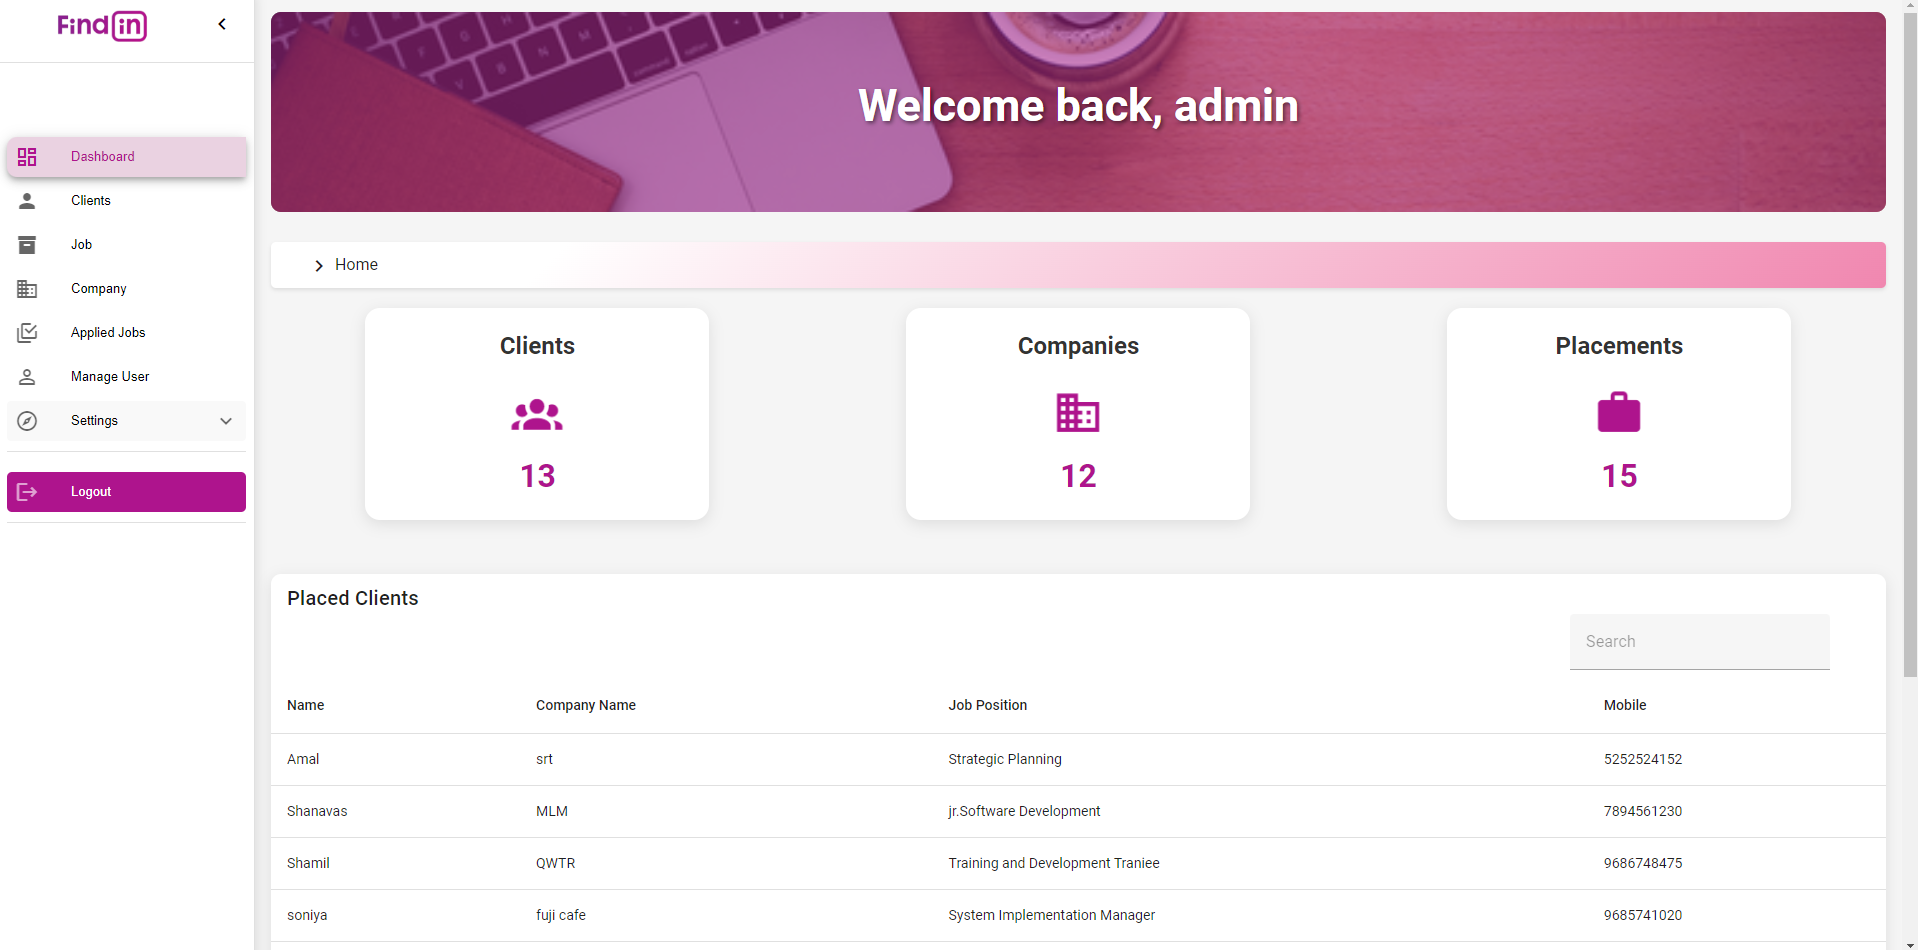 Find in
Welcome back, admin
Dashboard
Clients
Job
Company
Applied Jobs
Manage User
Settings
Logout
Home
Clients
13
Companies
12
Placements
15
Placed Clients
Search
Name Company Name Job Position Mobile
Amal srt Strategic Planning 5252524152
Shanavas MLM jr.Software Development 7894561230
Shamil QWTR Training and Development Traniee 9686748475
soniya fuji cafe System Implementation Manager 9685741020